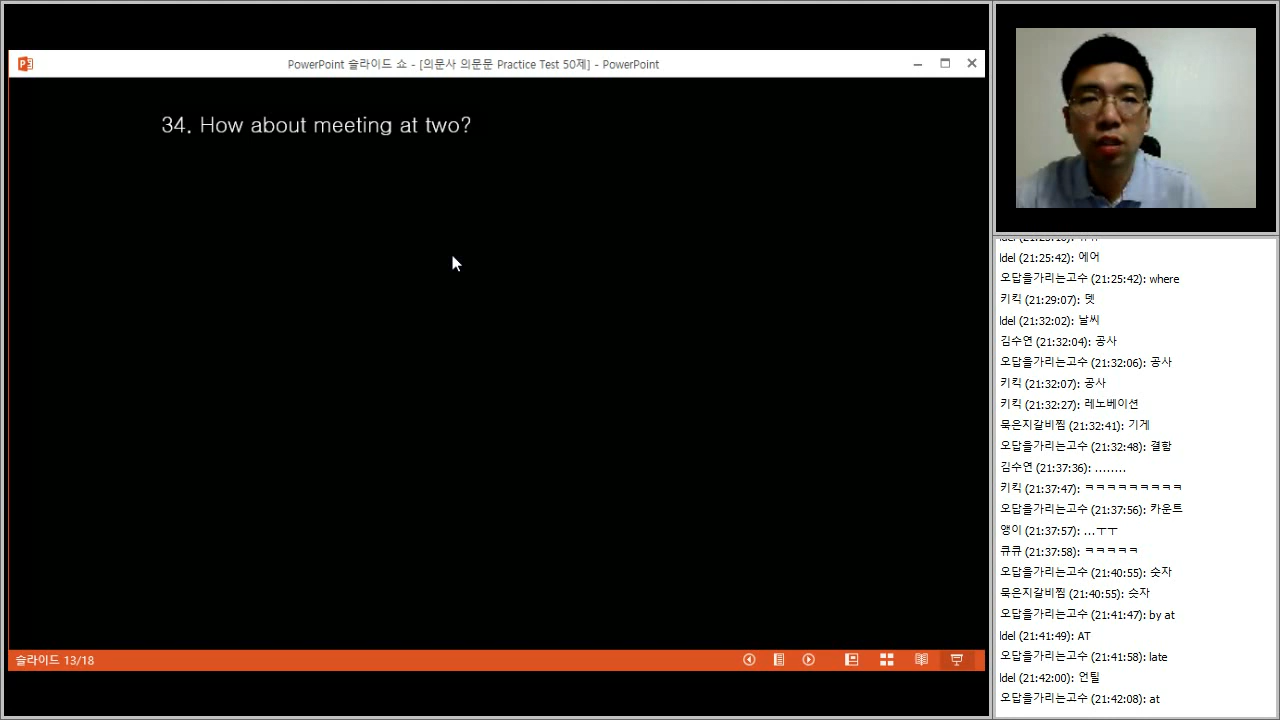 PowerPoint 슬라이드 쇼 - [의문사 의문문 Practice Test 50제] - PowerPoint
34. How about meeting at two?
슬라이드 13/18
ldel (21:25:42): 에어
오답을가리는고수 (21:25:42): where
키킥 (21:29:07): 뎃
ldel (21:32:02): 날씨
김수연 (21:32:04): 공사
오답을가리는고수 (21:32:06): 공사
키킥 (21:32:07): 공사
키킥 (21:32:27): 레노베이션
묵은지갈비찜 (21:32:41): 기게
오답을가리는고수 (21:32:48): 결함
김수연 (21:37:36): ........
키킥 (21:37:47): ㅋㅋㅋㅋㅋㅋㅋㅋㅋ
오답을가리는고수 (21:37:56): 카운트
앵이 (21:37:57): ...ㅜㅜ
큐큐 (21:37:58): ㅋㅋㅋㅋㅋ
오답을가리는고수 (21:40:55): 숫자
묵은지갈비찜 (21:40:55): 숫자
오답을가리는고수 (21:41:47): by at
ldel (21:41:49): AT
오답을가리는고수 (21:41:58): late
ldel (21:42:00): 언틸
오답을가리는고수 (21:42:08): at